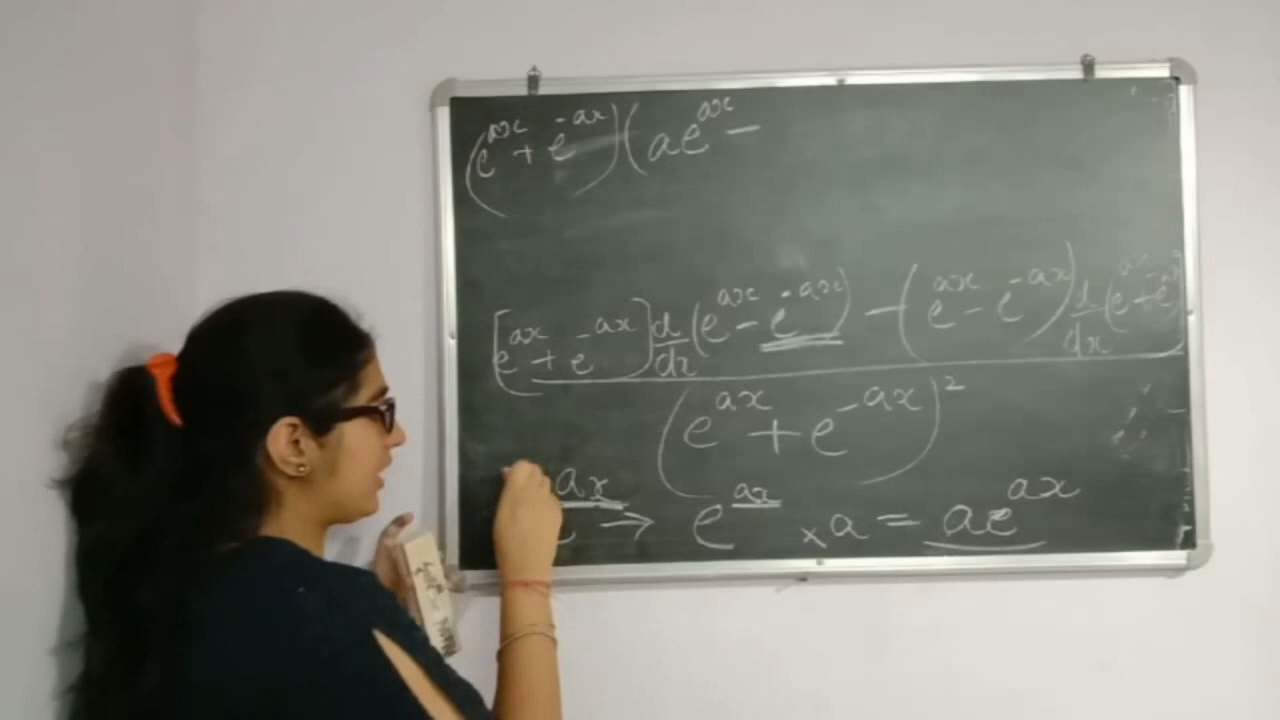 (e^{ax} + e^{-ax}) (ae^{ax} -
[e^{ax} + e^{-ax}] d/dx (e^{ax} - e^{-ax}) - (e^{ax} - e^{-ax}) d/dx (e^{ax} + e
(e^{ax} + e^{-ax})^2
e^{ax} → e^{ax} x a = ae^{ax}